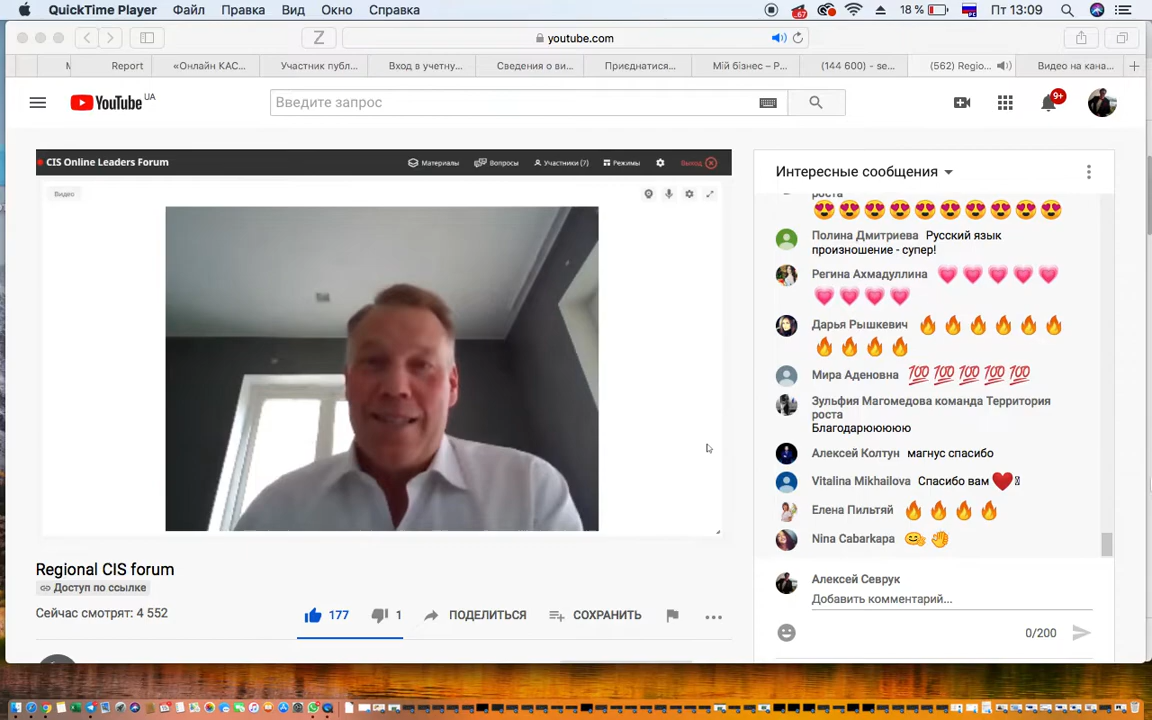 QuickTime Player Файл Правка Вид Окно Справка
67 18 % Пт 13:09
Z youtube.com
Report «Онлайн КАС... Участник публ... Вход в учетну... Сведения о ви... Приєднатися... Мій бізнес – Р... (144 600) - se... (562) Regio... Видео на кана...
YouTube UA
Введите запрос
9+
CIS Online Leaders Forum
Материалы Вопросы Участники (7) Режимы Выход
Видео
Regional CIS forum
Доступ по ссылке
Сейчас смотрят: 4 552
177 1 ПОДЕЛИТЬСЯ СОХРАНИТЬ
Интересные сообщения
роста
😍😍😍😍😍😍😍😍😍😍
Полина Дмитриева Русский язык
произношение - супер!
Регина Ахмадуллина 💗💗💗💗💗
💗💗💗💗
Дарья Рышкевич 🔥🔥🔥🔥🔥🔥
🔥🔥🔥🔥
Мира Аденовна 💯💯💯💯💯
Зульфия Магомедова команда Территория
роста
Благодарюююю
Алексей Колтун магнус спасибо
Vitalina Mikhailova Спасибо вам ❤️
Елена Пильтяй 🔥🔥🔥🔥
Nina Cabarkapa 😊👏
Алексей Севрук
Добавить комментарий...
0/200